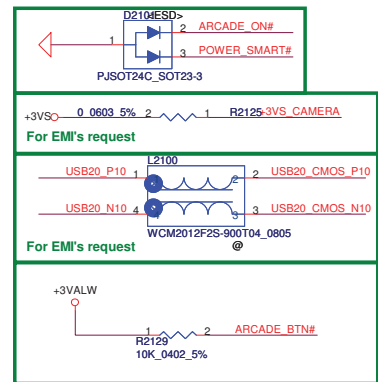 D2101<ESD>
2 ARCADE_ON#
1
3 POWER_SMART#
PJSOT24C_SOT23-3
+3VS 0_0603_5% 2 1 R2125 +3VS_CAMERA
For EMI's request
L2100
USB20_P10 1 2 2 USB20_CMOS_P10
USB20_N10 4 3 3 USB20_CMOS_N10
WCM2012F2S-900T04_0805
For EMI's request @
+3VALW
1 2 ARCADE_BTN#
R2129
10K_0402_5%